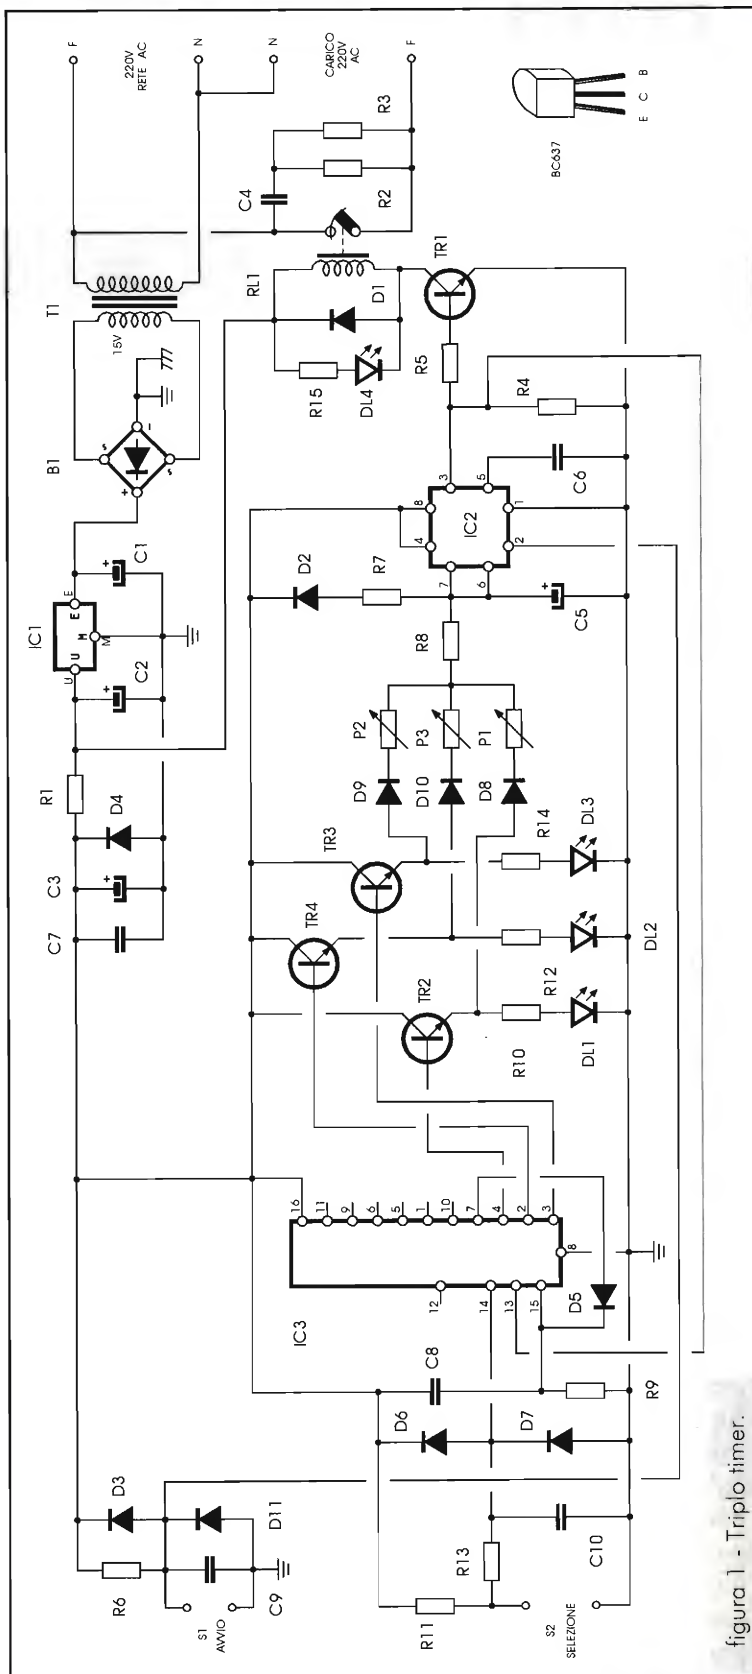 F
220V
RETE AC
N
N
CARICO
220V
AC
F
R3
R2
C4
BC637
E C B
T1
15V
RL1
D1
R15
DL4
TR1
R5
R4
B1
S
S
+
-
IC1
E
E
M
M
U
U
C1
+
C2
+
R1
D4
C3
+
C7
D2
R7
R8
IC2
4
8
3
5
7
6
2
1
C6
C5
+
P2
P3
P1
D9
D10
D8
TR3
TR4
TR2
R14
DL3
R12
DL2
R10
DL1
IC3
16
11
9
6
5
1
10
7
4
2
3
8
12
14
13
15
D5
C8
R9
D6
D7
D3
D11
R6
C9
S1
AVVIO
R13
C10
R11
S2
SELEZIONE
figura 1 - Triplo timer.